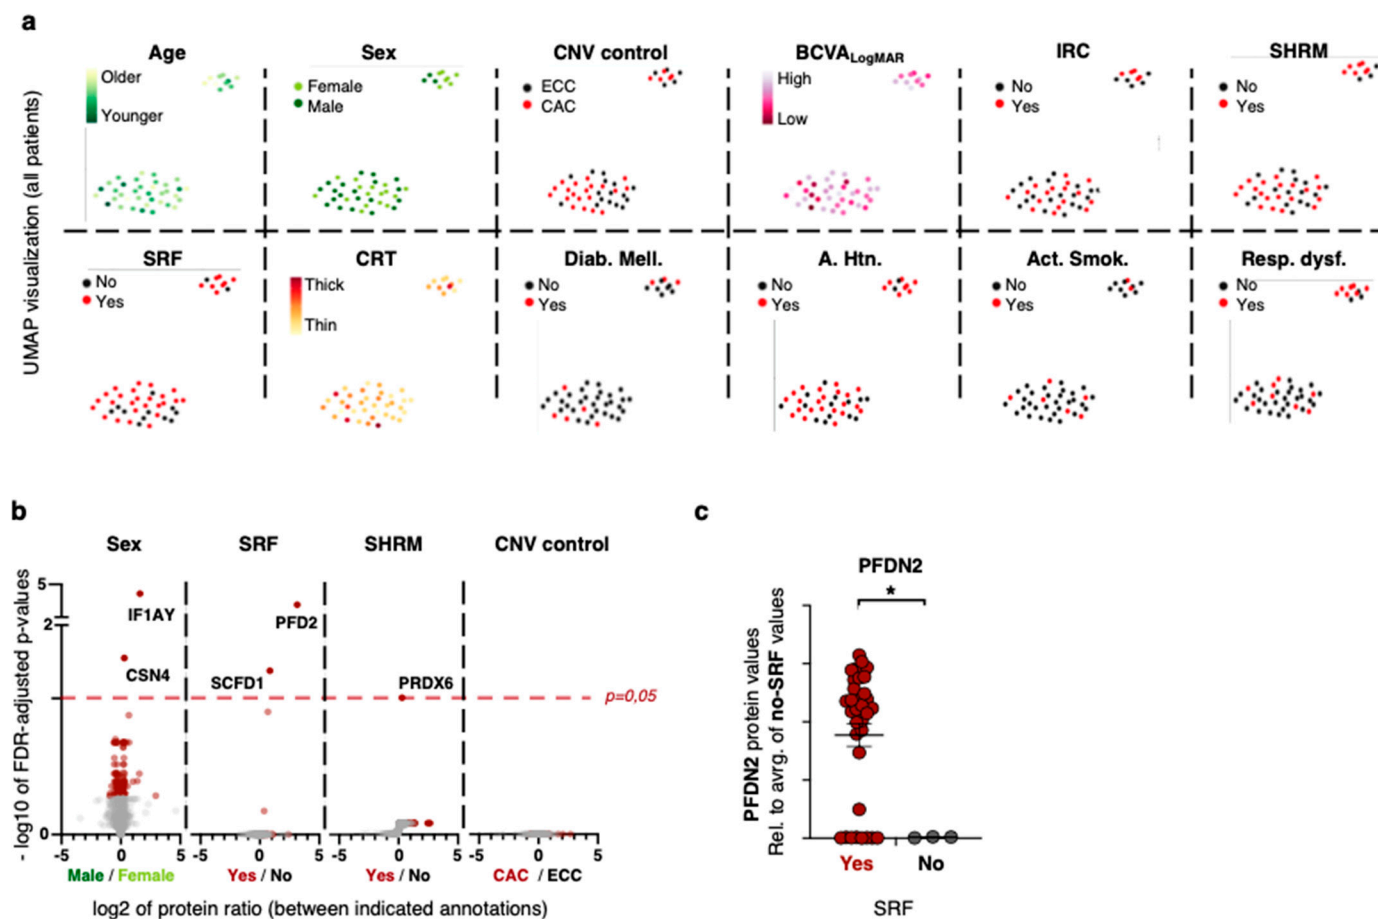 a
Age
Older
Younger
Sex
Female
Male
CNV control
ECC
CAC
BCVALogMAR
High
Low
IRC
No
Yes
SHRM
No
Yes
UMAP visualization (all patients)
SRF
No
Yes
CRT
Thick
Thin
Diab. Mell.
No
Yes
A. Htn.
No
Yes
Act. Smok.
No
Yes
Resp. dysf.
No
Yes
b
Sex
SRF
SHRM
CNV control
- log10 of FDR-adjusted p-values
5
2
0
IF1AY
CSN4
PFD2
SCFD1
PRDX6
p=0,05
-5 0 5
-5 0 5
-5 0 5
-5 0 5
Male / Female
Yes / No
Yes / No
CAC / ECC
log2 of protein ratio (between indicated annotations)
c
PFDN2
*
PFDN2 protein values
Rel. to avrg. of no-SRF values
Yes
No
SRF